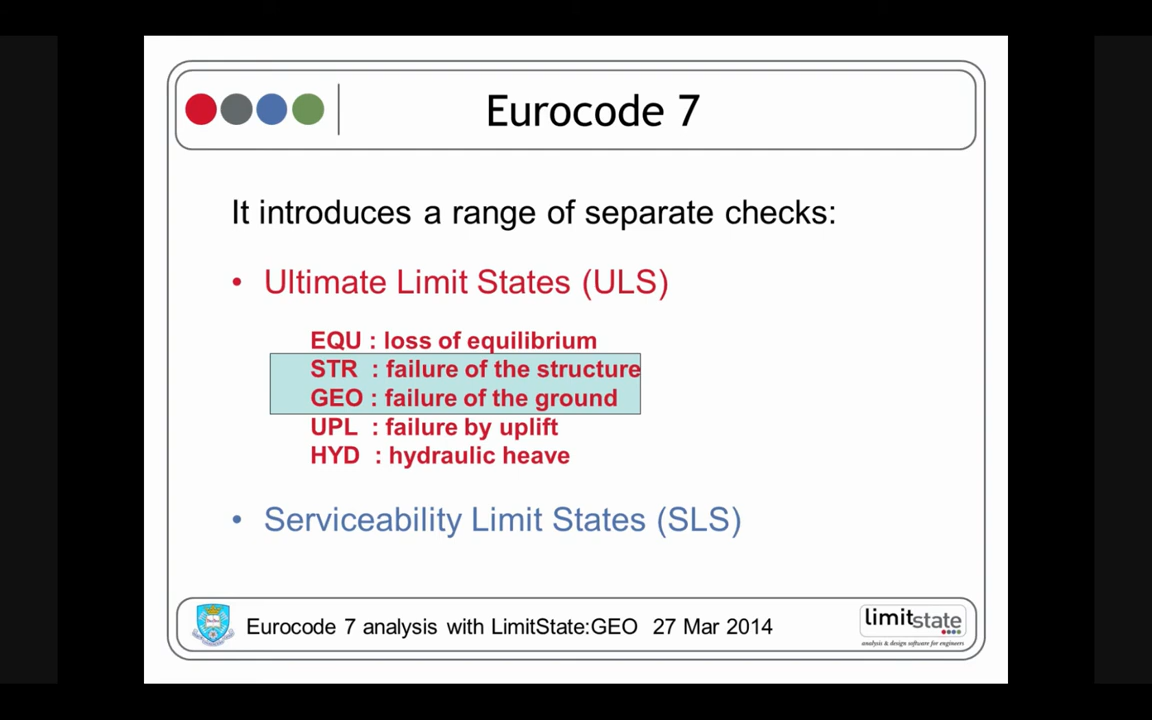 Eurocode 7
It introduces a range of separate checks:
• Ultimate Limit States (ULS)
EQU : loss of equilibrium
STR : failure of the structure
GEO : failure of the ground
UPL : failure by uplift
HYD : hydraulic heave
• Serviceability Limit States (SLS)
Eurocode 7 analysis with LimitState:GEO 27 Mar 2014
limitstate
analysis & design software for engineers